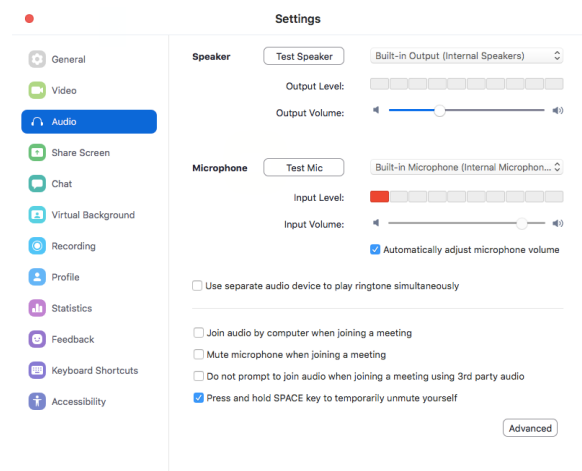 Settings
General
Video
Audio
Share Screen
Chat
Virtual Background
Recording
Profile
Statistics
Feedback
Keyboard Shortcuts
Accessibility
Speaker Test Speaker Built-in Output (Internal Speakers)
Output Level:
Output Volume:
Microphone Test Mic Built-in Microphone (Internal Microphon...
Input Level:
Input Volume:
Automatically adjust microphone volume
Use separate audio device to play ringtone simultaneously
Join audio by computer when joining a meeting
Mute microphone when joining a meeting
Do not prompt to join audio when joining a meeting using 3rd party audio
Press and hold SPACE key to temporarily unmute yourself
Advanced